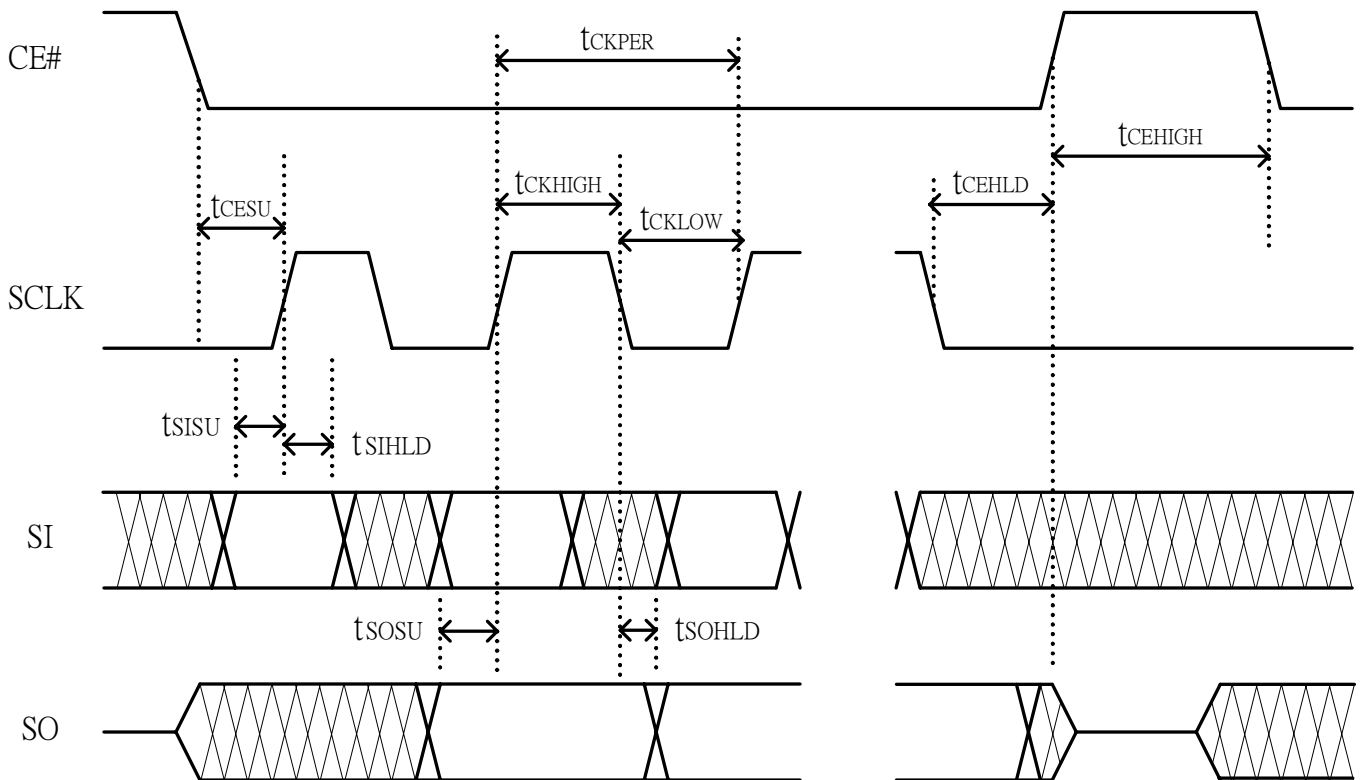 CE#
tCKPER
tCEHIGH
tCKHIGH
tCEHLD
tCESU
tCKLOW
SCLK
tSISU
tSIHLD
SI
tSOSU
tSOHLD
SO